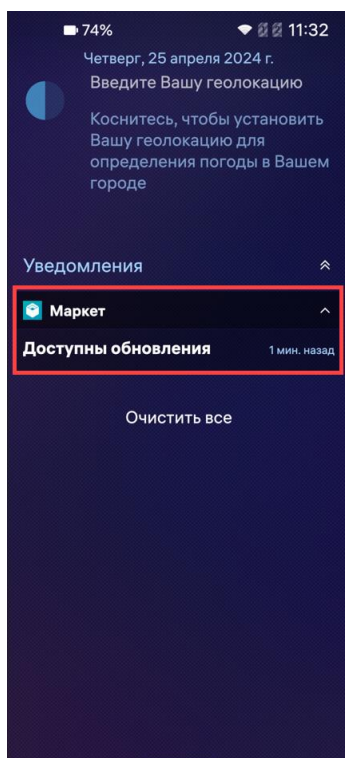 74% 11:32
Четверг, 25 апреля 2024 г.
Введите Вашу геолокацию
Коснитесь, чтобы установить
Вашу геолокацию для
определения погоды в Вашем
городе
Уведомления
Маркет
Доступны обновления 1 мин. назад
Очистить все